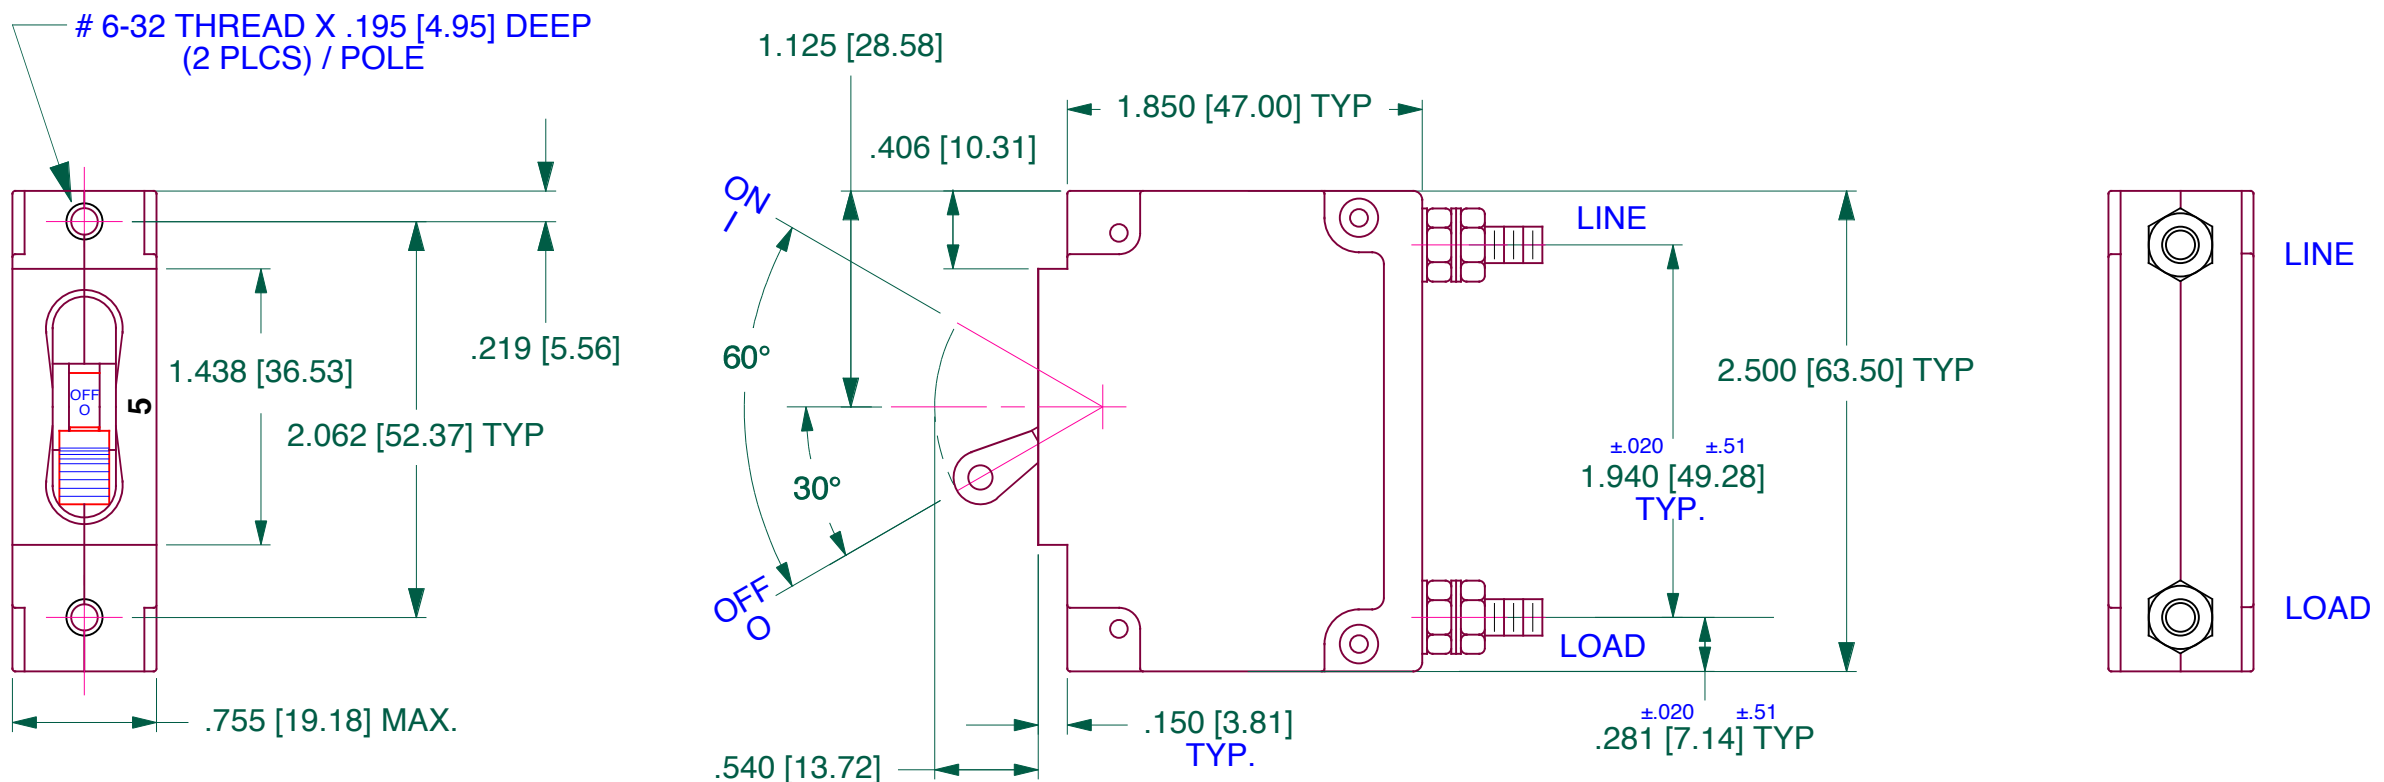 # 6-32 THREAD X .195 [4.95] DEEP
(2 PLCS) / POLE
1.125 [28.58]
1.850 [47.00] TYP
.406 [10.31]
ON
I
LINE
LINE
60°
.219 [5.56]
1.438 [36.53]
2.500 [63.50] TYP
OFF
O
5
2.062 [52.37] TYP
±.020 ±.51
1.940 [49.28]
TYP.
30°
OFF
O
LOAD
LOAD
.755 [19.18] MAX.
.150 [3.81]
TYP.
±.020 ±.51
.281 [7.14] TYP
.540 [13.72]